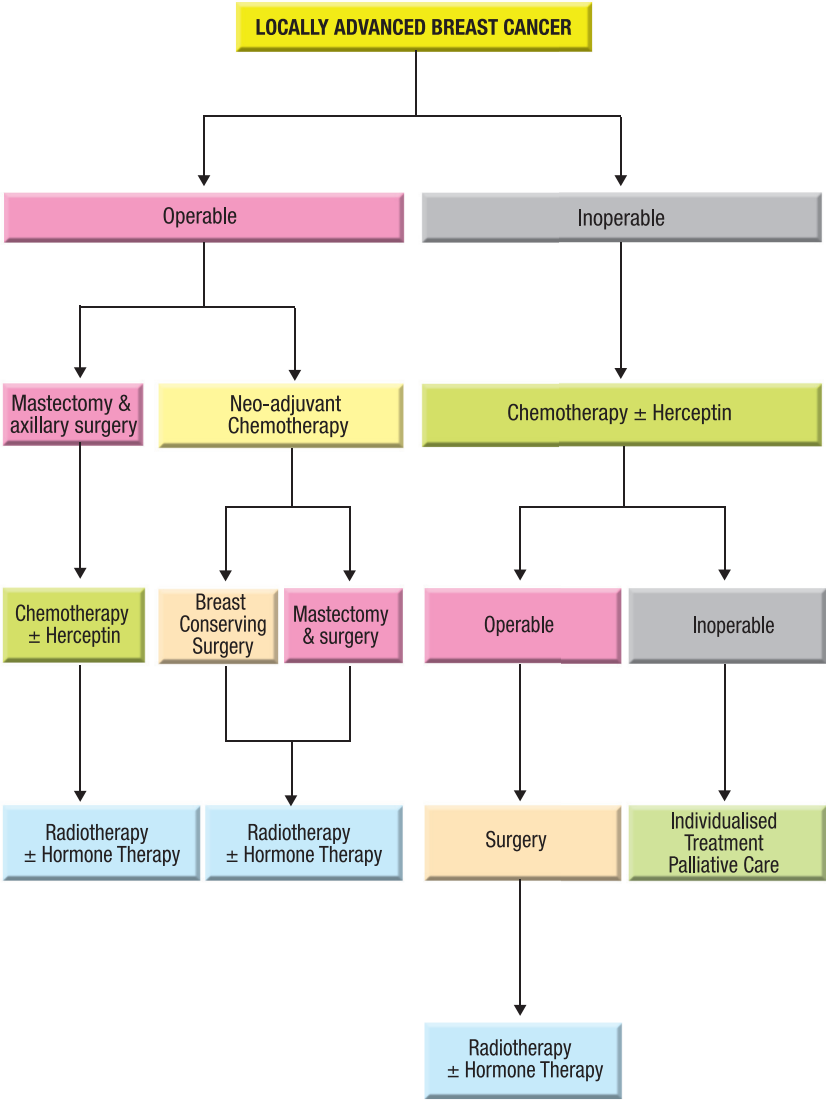 LOCALLY ADVANCED BREAST CANCER
Operable
Inoperable
Mastectomy &
axillary surgery
Neo-adjuvant
Chemotherapy
Chemotherapy ± Herceptin
Chemotherapy
± Herceptin
Breast
Conserving
Surgery
Mastectomy
& surgery
Operable
Inoperable
Radiotherapy
± Hormone Therapy
Radiotherapy
± Hormone Therapy
Surgery
Individualised
Treatment
Palliative Care
Radiotherapy
± Hormone Therapy